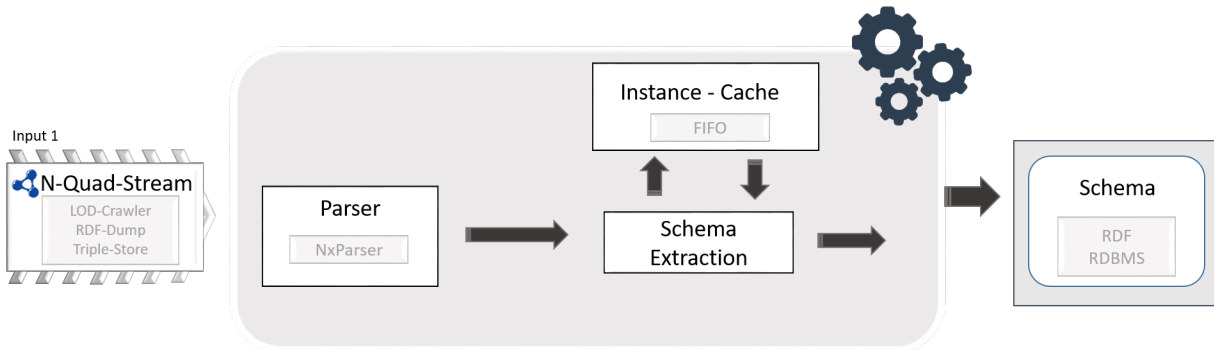 Input 1
N-Quad-Stream
LOD-Crawler
RDF-Dump
Triple-Store
Parser
NxParser
Instance - Cache
FIFO
Schema
Extraction
Schema
RDF
RDBMS